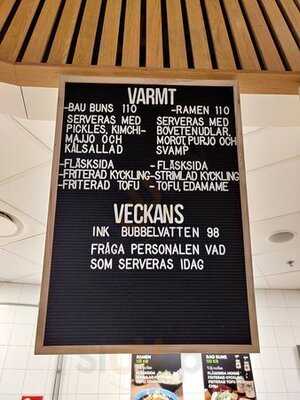 VARMT
-BAO BUNS 110
SERVERAS MED
PICKLES, KIMCHI-
MAJJO OCH
KÅLSALLAD
-FLÄSKSIDA
-FRITERAD KYCKLING
-FRITERAD TOFU
-RAMEN 110
SERVERAS MED
BOVETENUDLAR,
MOROT, PURJO OCH
SVAMP
-FLÄSKSIDA
-STRIMLAD KYCKLING
-TOFU, EDAMAME
VECKANS
INK BUBBELVATTEN 98
FRÅGA PERSONALEN VAD
SOM SERVERAS IDAG
RAMEN
BAO BUNS